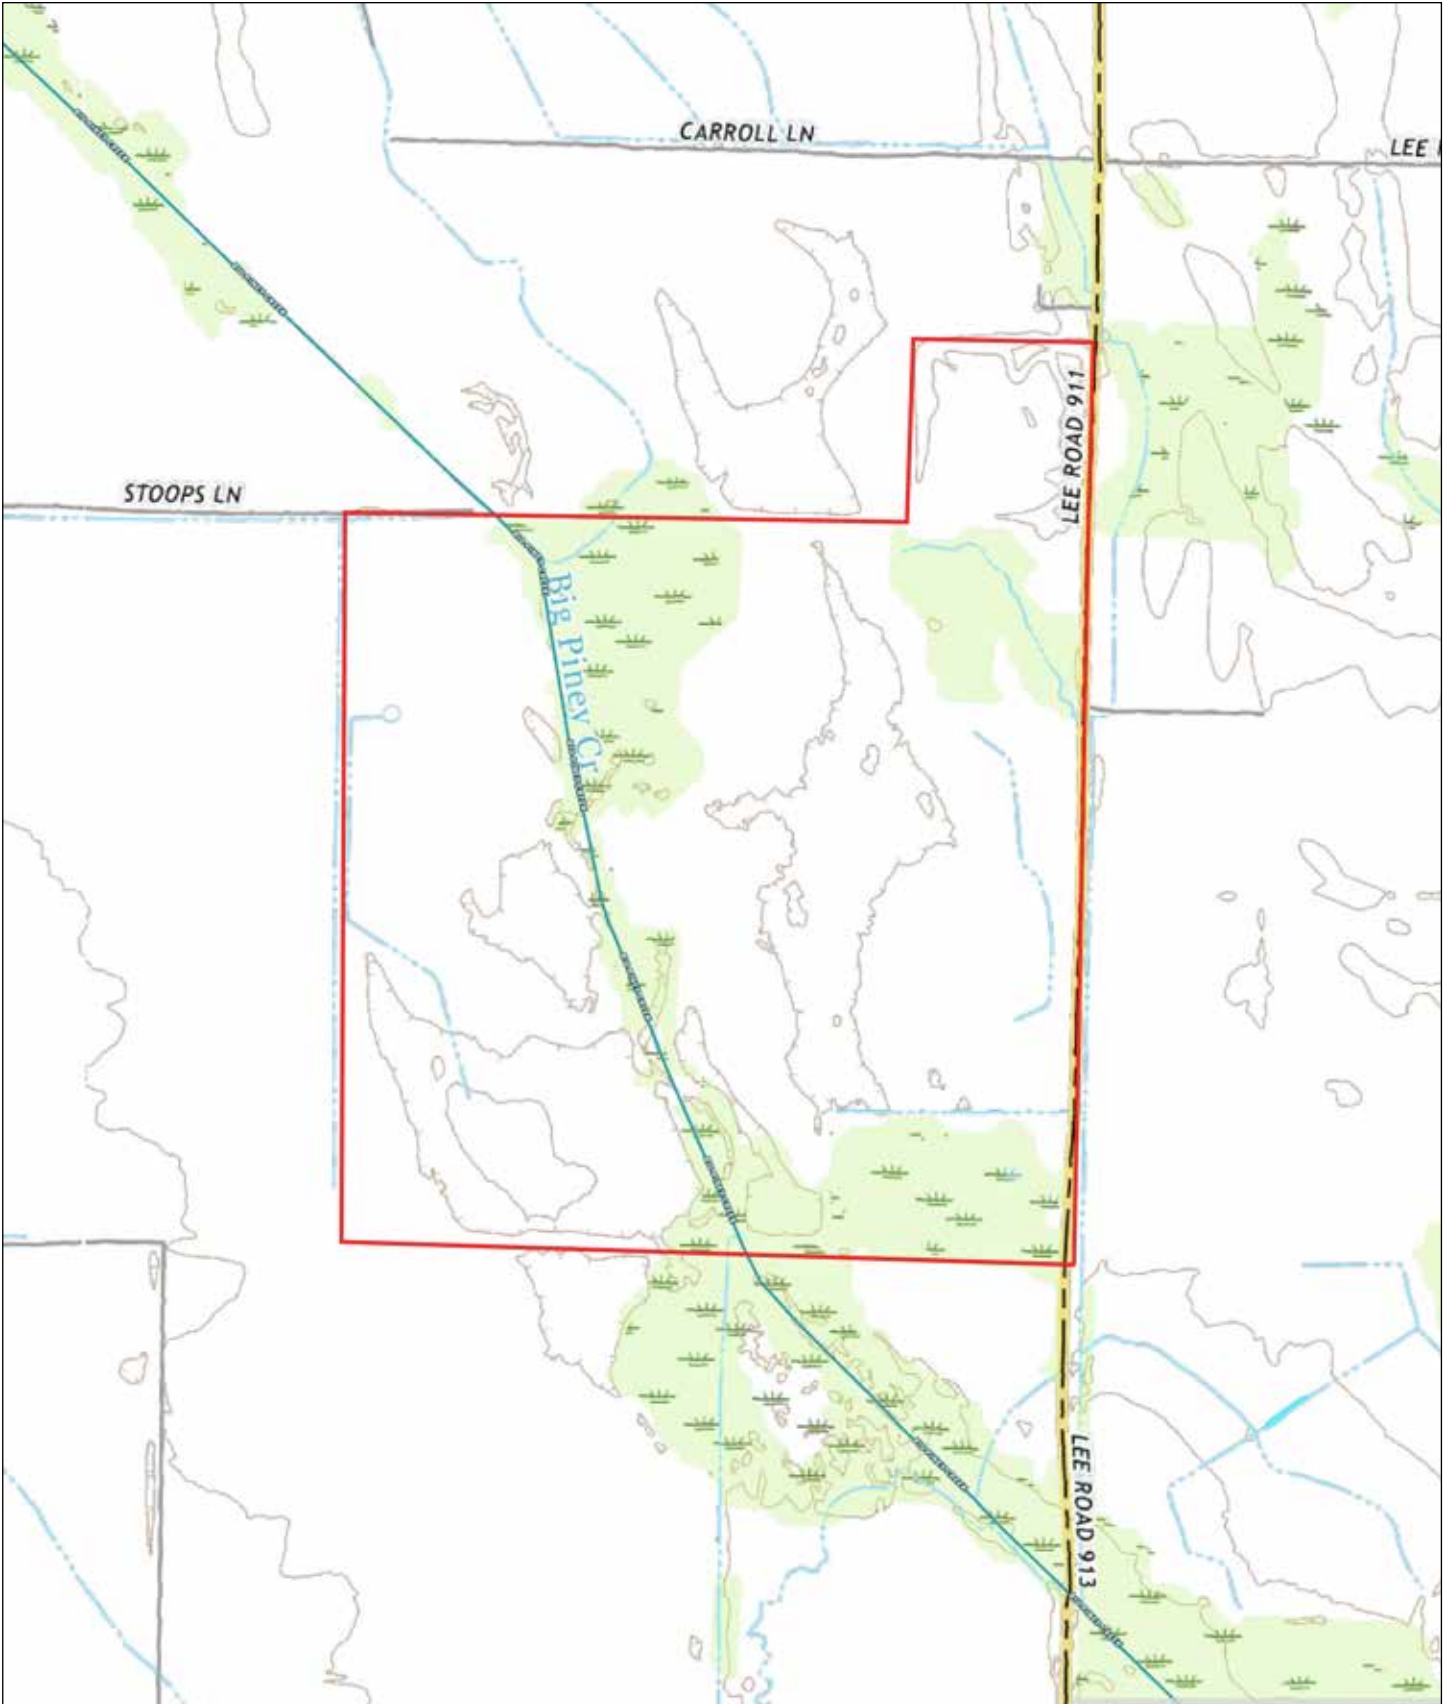 CARROLL LN
LEE
LEE ROAD 911
STOOPS LN
Big Piney Cr
LEE ROAD 913